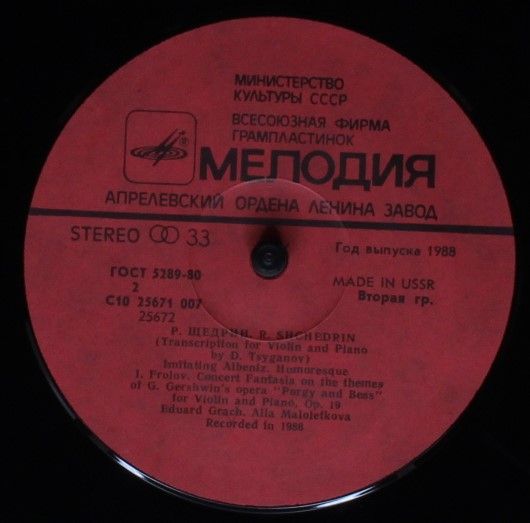 МИНИСТЕРСТВО
КУЛЬТУРЫ СССР
ВСЕСОЮЗНАЯ ФИРМА
ГРАМПЛАСТИНОК
МЕЛОДИЯ
АПРЕЛЕВСКИЙ ОРДЕНА ЛЕНИНА ЗАВОД
STEREO 33
Год выпуска 1988
ГОСТ 5289-80
MADE IN USSR
2
Вторая гр.
С10 25671 007
25672
Р. ЩЕДРИН, R. SHCHEDRIN
(Transcription for Violin and Piano
by D. Tsyganov)
Imitating Albeniz. Humoresque
I. Frolov. Concert Fantasia on the themes
of G. Gershwin's opera "Porgy and Bess"
for Violin and Piano, Op. 19
Eduard Grach, Alla Maloletkova
Recorded in 1986